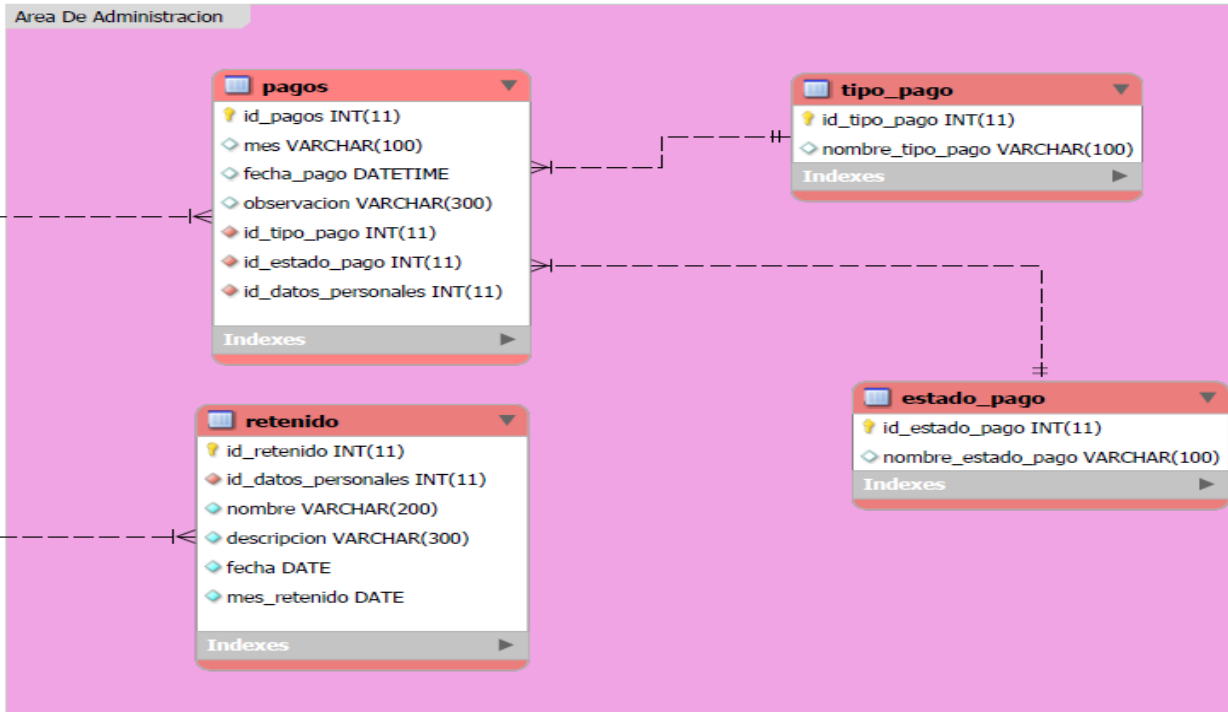 Area De Administracion
pagos
id_pagos INT(11)
mes VARCHAR(100)
fecha_pago DATETIME
observacion VARCHAR(300)
id_tipo_pago INT(11)
id_estado_pago INT(11)
id_datos_personales INT(11)
Indexes
tipo_pago
id_tipo_pago INT(11)
nombre_tipo_pago VARCHAR(100)
Indexes
estado_pago
id_estado_pago INT(11)
nombre_estado_pago VARCHAR(100)
Indexes
retenido
id_retenido INT(11)
id_datos_personales INT(11)
nombre VARCHAR(200)
descripcion VARCHAR(300)
fecha DATE
mes_retenido DATE
Indexes